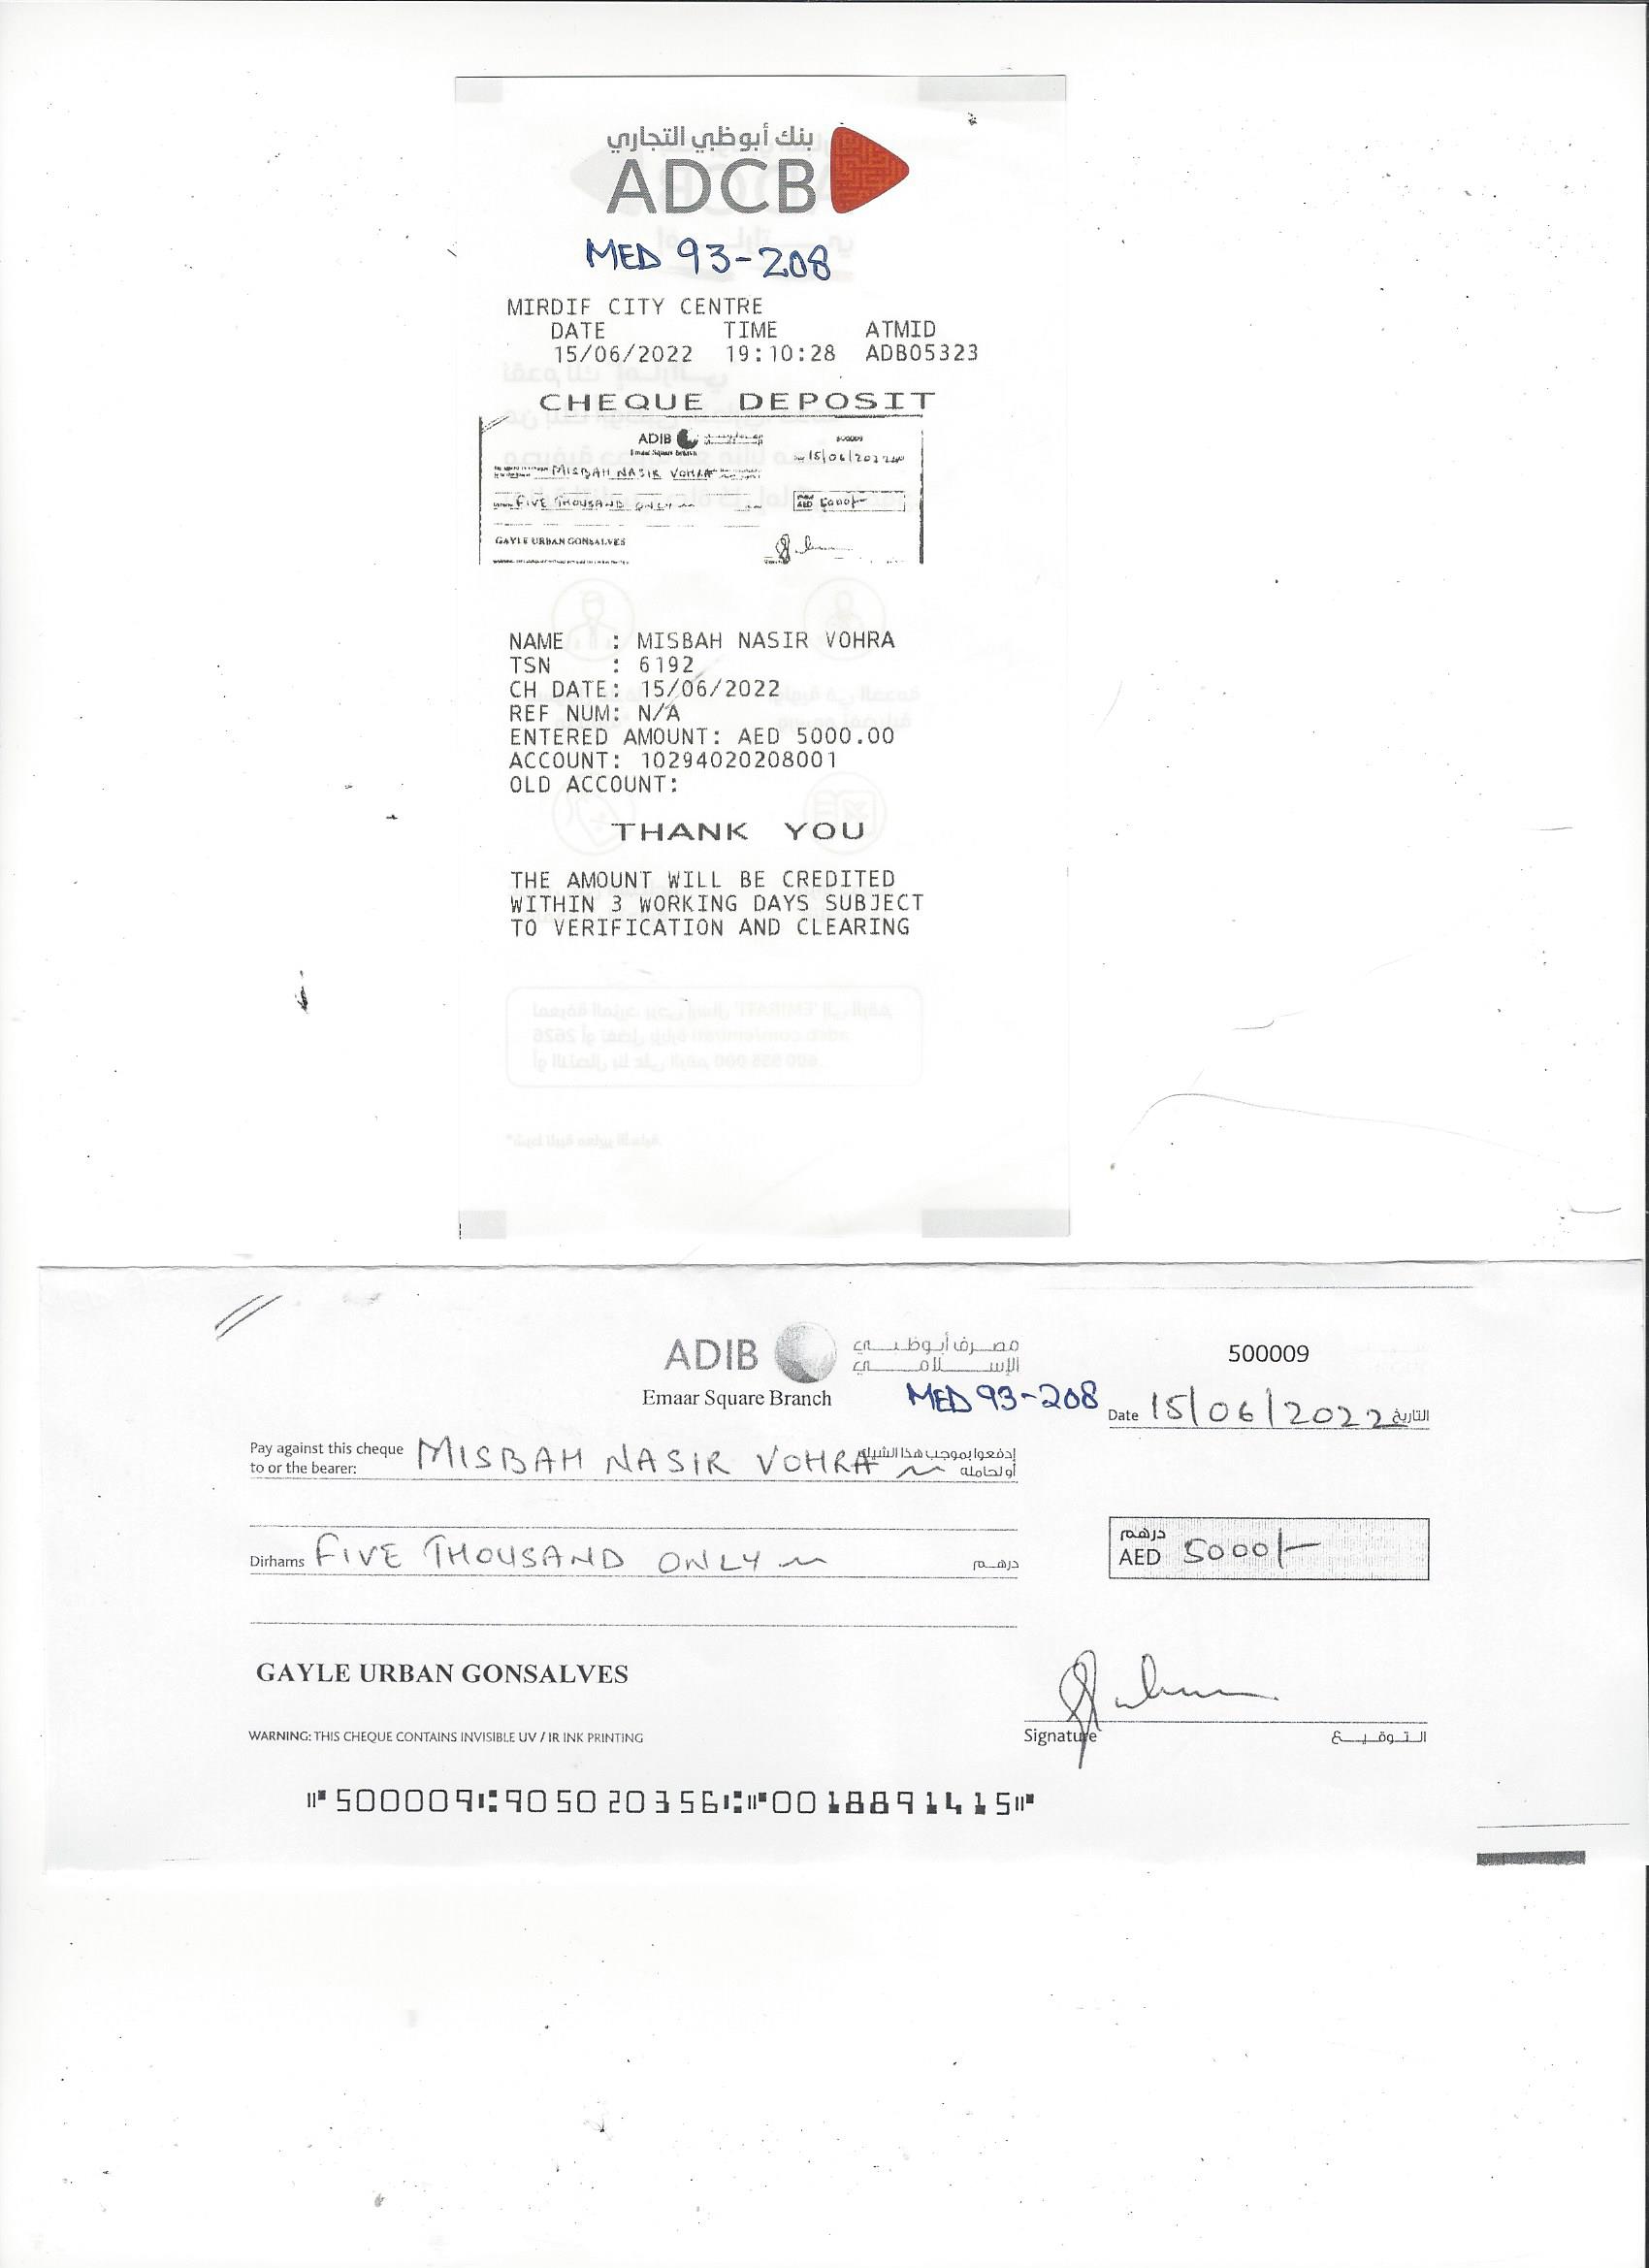 بنك أبوظبي التجاري
ADCB
MED 93-208
MIRDIF CITY CENTRE
DATE TIME ATMID
15/06/2022 19:10:28 ADB05323
CHEQUE DEPOSIT
ADIB
Emaar Square Branch
15/06/2022
MISBAH NASIR VOHRA
FIVE THOUSAND ONLY
AED 5000/-
GAYLE URBAN GONSALVES
NAME : MISBAH NASIR VOHRA
TSN : 6192
CH DATE: 15/06/2022
REF NUM: N/A
ENTERED AMOUNT: AED 5000.00
ACCOUNT: 10294020208001
OLD ACCOUNT:
THANK YOU
THE AMOUNT WILL BE CREDITED
WITHIN 3 WORKING DAYS SUBJECT
TO VERIFICATION AND CLEARING
ADIB مصرف أبوظبي الإسلامي
500009
Emaar Square Branch
MED 93-208
Date 15/06/2022 التاريخ
Pay against this cheque MISBAH NASIR VOHRA إدفعوا بموجب هذا الشيك
to or the bearer: أو لحامله
درهم
Dirhams FIVE THOUSAND ONLY درهم
AED 5000/-
GAYLE URBAN GONSALVES
WARNING: THIS CHEQUE CONTAINS INVISIBLE UV / IR INK PRINTING
Signature التوقيع
500009 905020356 0018891415